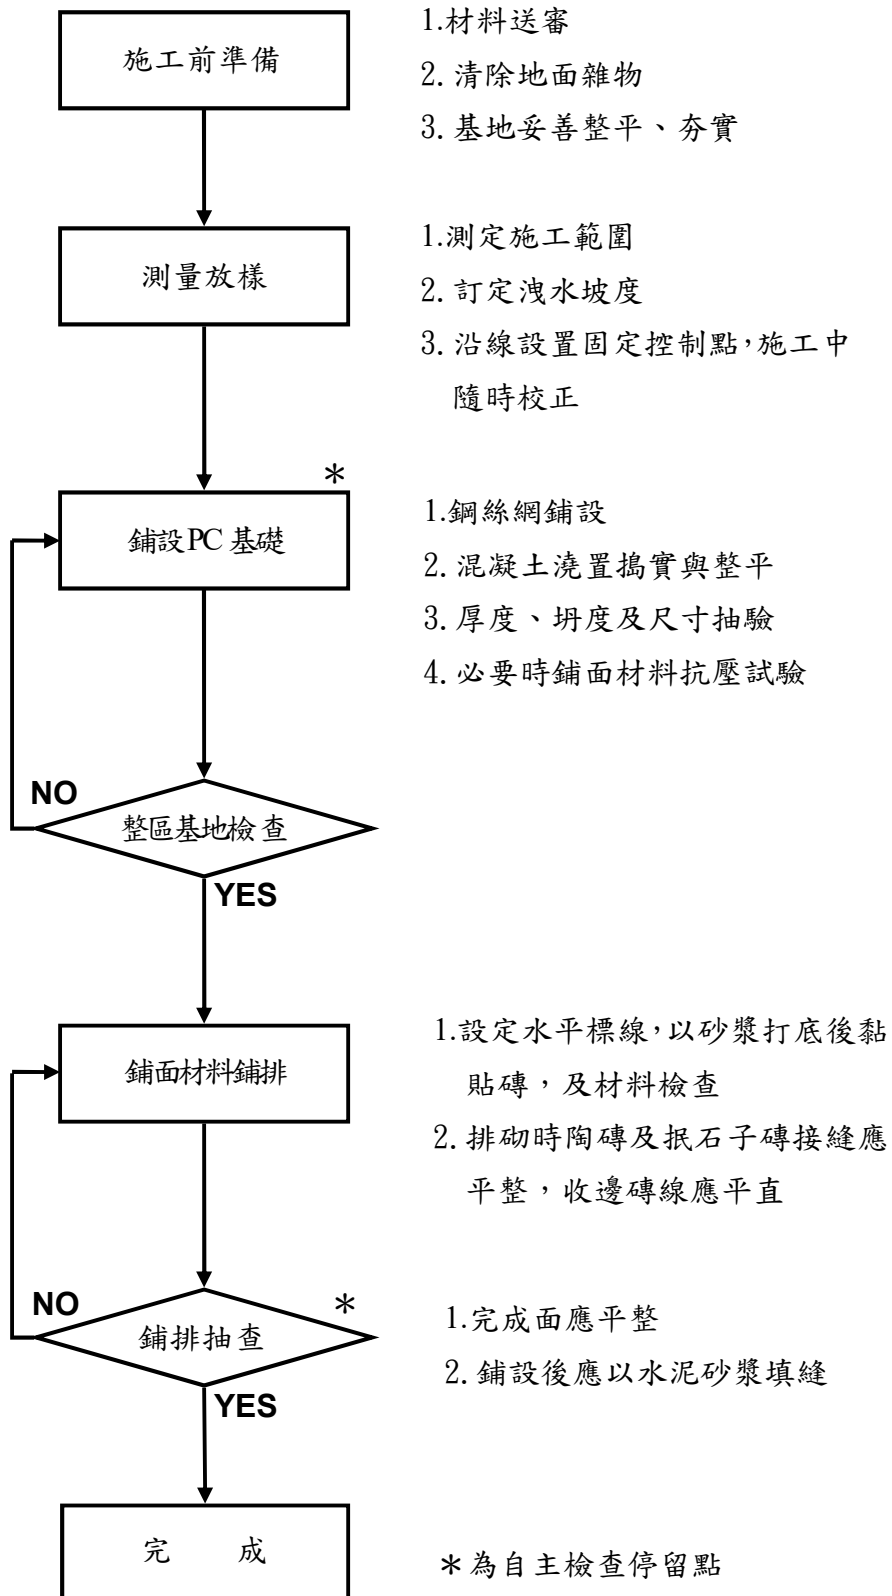 施工前準備
1.材料送審
2.清除地面雜物
3.基地妥善整平、夯實
測量放樣
1.測定施工範圍
2.訂定洩水坡度
3.沿線設置固定控制點，施工中
隨時校正
＊
鋪設PC基礎
1.鋼絲網鋪設
2.混凝土澆置搗實與整平
3.厚度、坍度及尺寸抽驗
4.必要時鋪面材料抗壓試驗
NO
整區基地檢查
YES
鋪面材料鋪排
1.設定水平標線，以砂漿打底後黏
貼磚，及材料檢查
2.排砌時陶磚及抿石子磚接縫應
平整，收邊磚線應平直
NO
＊
鋪排抽查
1.完成面應平整
2.鋪設後應以水泥砂漿填縫
YES
完 成
＊為自主檢查停留點